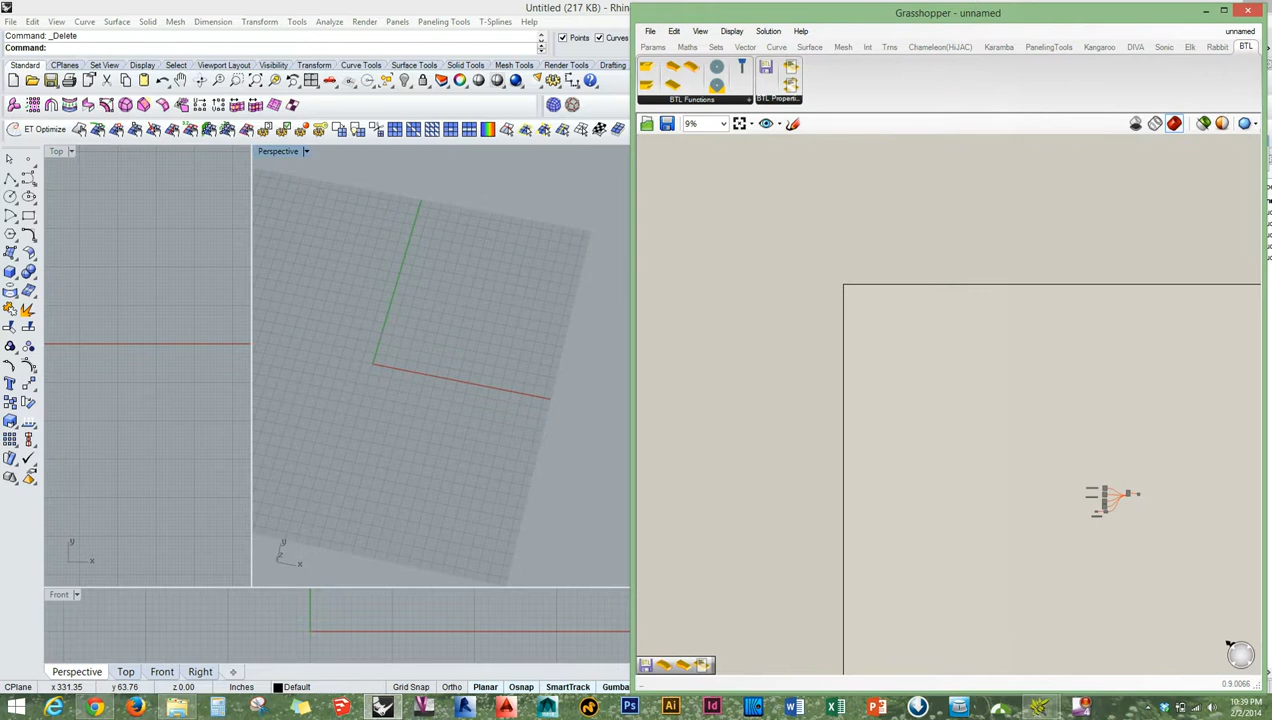 Untitled (217 KB) - Rhin
File Edit View Curve Surface Solid Mesh Dimension Transform Tools Analyze Render Panels Paneling Tools T-Splines Help
Command: _Delete
Command:
Points Curves
Standard CPlanes Set View Display Select Viewport Layout Visibility Transform Curve Tools Surface Tools Solid Tools Mesh Tools Render Tools Drafting
ET Optimize
Top
Perspective
y
x
y
z
x
Front
Perspective Top Front Right
CPlane x 331.35 y 63.76 z 0.00 Inches Default Grid Snap Ortho Planar Osnap SmartTrack Gumba
Grasshopper - unnamed
File Edit View Display Solution Help unnamed
Params Maths Sets Vector Curve Surface Mesh Int Trns Chameleon(HiJAC) Karamba PanelingTools Kangaroo DIVA Sonic Elk Rabbit BTL
BTL Functions BTL Properti..
9%
0.9.0066
10:39 PM
2/2/2014